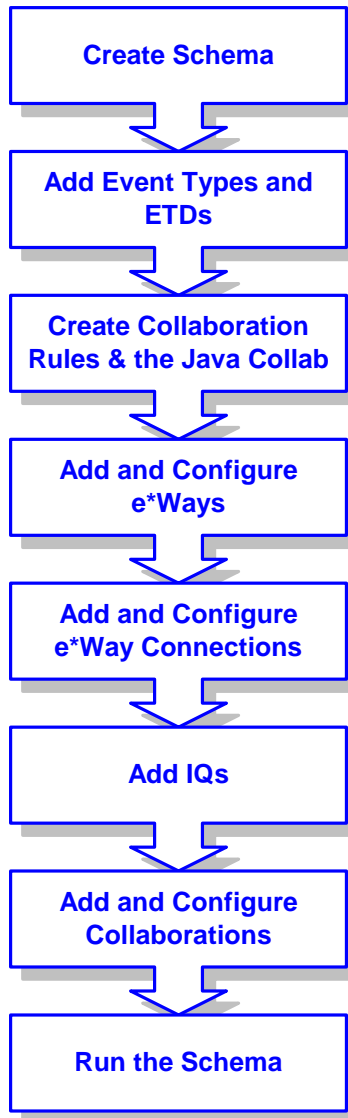 Create Schema
Add Event Types and
ETDs
Create Collaboration
Rules & the Java Collab
Add and Configure
e*Ways
Add and Configure
e*Way Connections
Add IQs
Add and Configure
Collaborations
Run the Schema